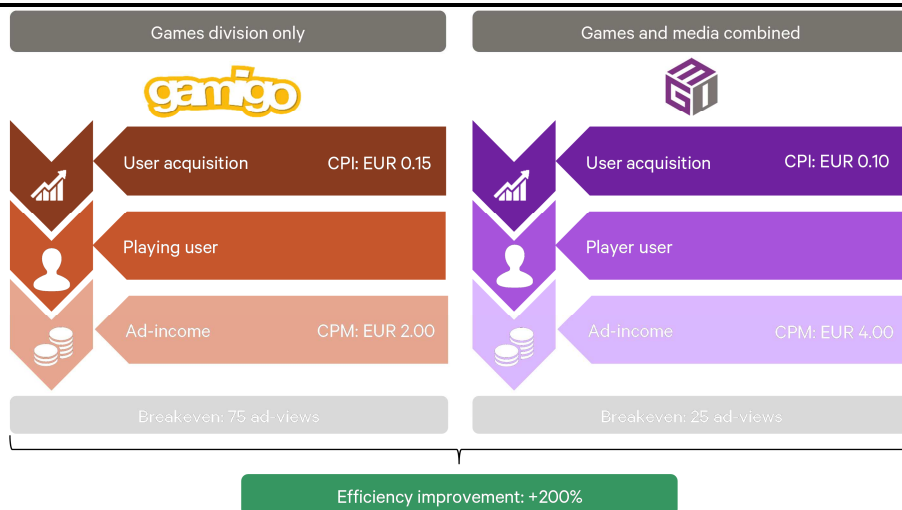 Games division only
Games and media combined
gamigo
MGI
User acquisition CPI: EUR 0.15
User acquisition CPI: EUR 0.10
Playing user
Player user
Ad-income CPM: EUR 2.00
Ad-income CPM: EUR 4.00
Breakeven: 75 ad-views
Breakeven: 25 ad-views
Efficiency improvement: +200%